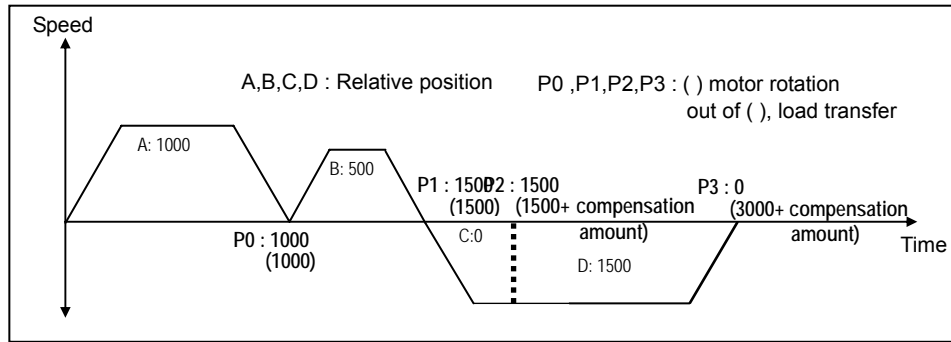 Speed
A,B,C,D : Relative position
P0 ,P1,P2,P3 : ( ) motor rotation
out of ( ), load transfer
A: 1000
B: 500
P1 : 1500
(1500)
P2 : 1500
(1500+ compensation
amount)
P3 : 0
(3000+ compensation
amount)
Time
P0 : 1000
(1000)
C:0
D: 1500